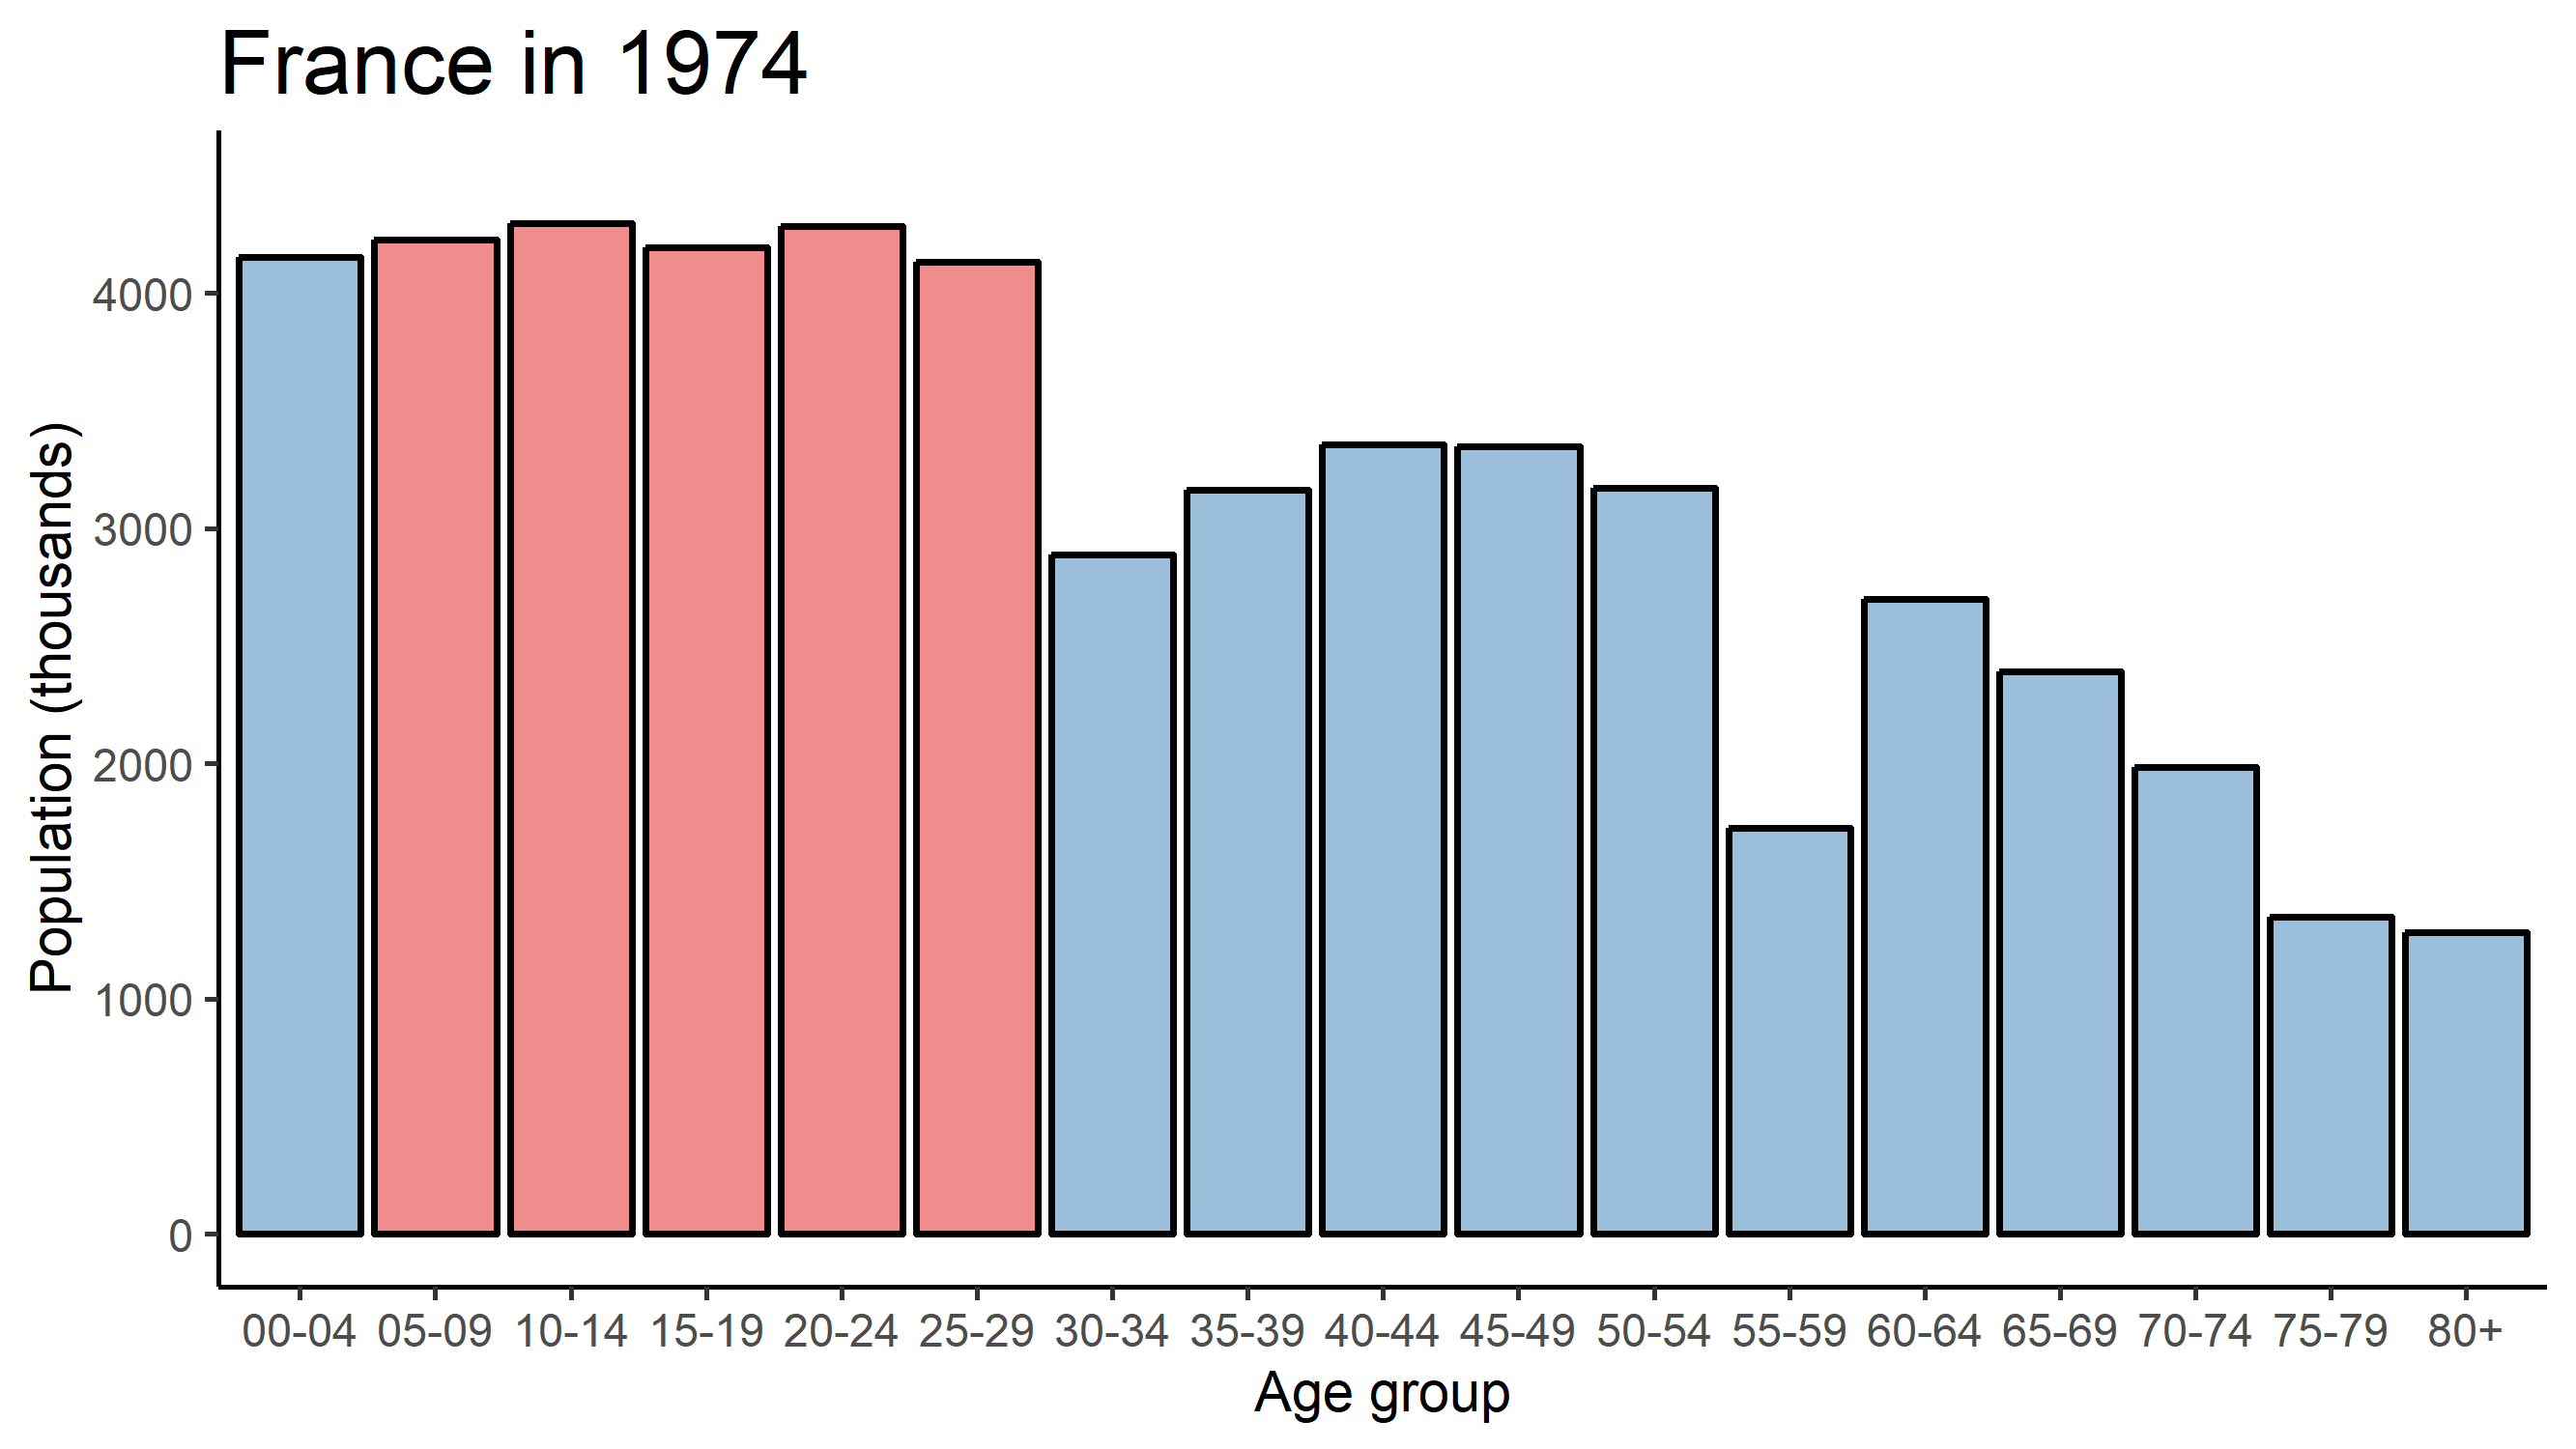 France in 1974
Population (thousands)
4000
3000
2000
1000
0
00-04 05-09 10-14 15-19 20-24 25-29 30-34 35-39 40-44 45-49 50-54 55-59 60-64 65-69 70-74 75-79 80+
Age group